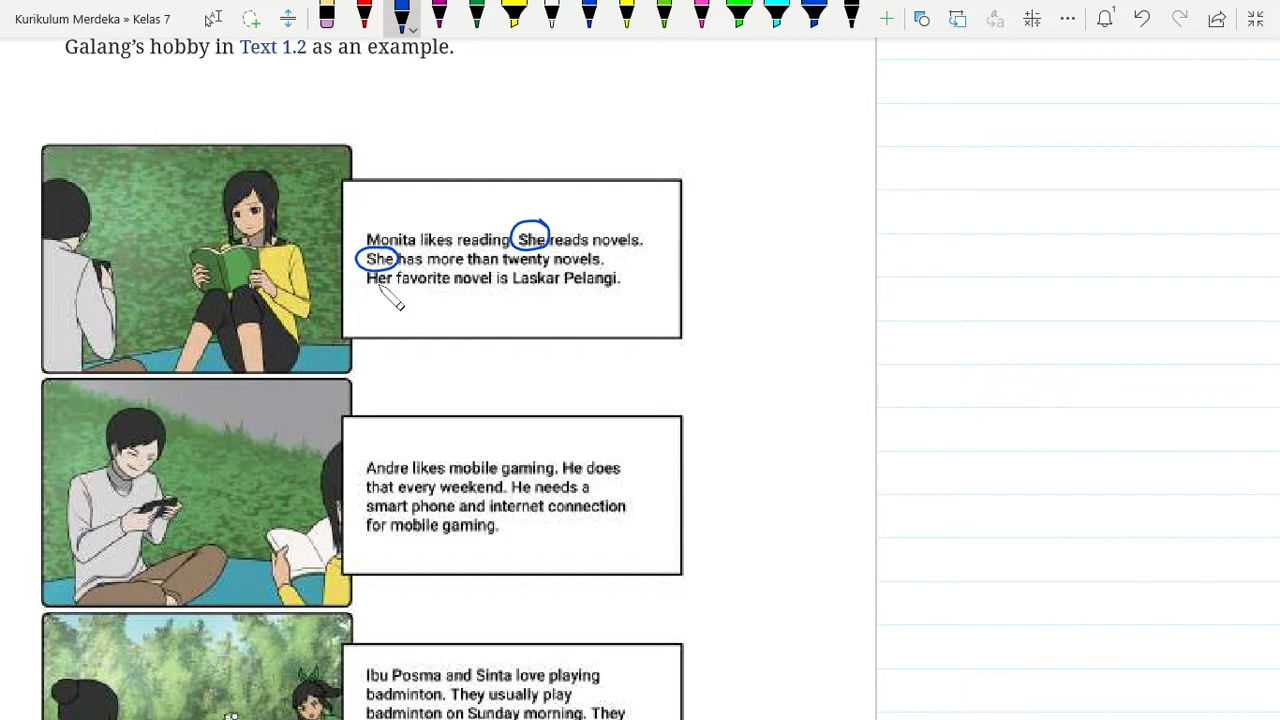 Kurikulum Merdeka » Kelas 7
Galang's hobby in Text 1.2 as an example.
Monita likes reading. She reads novels.
She has more than twenty novels.
Her favorite novel is Laskar Pelangi.
Andre likes mobile gaming. He does
that every weekend. He needs a
smart phone and internet connection
for mobile gaming.
Ibu Posma and Sinta love playing
badminton. They usually play
badminton on Sunday morning. They